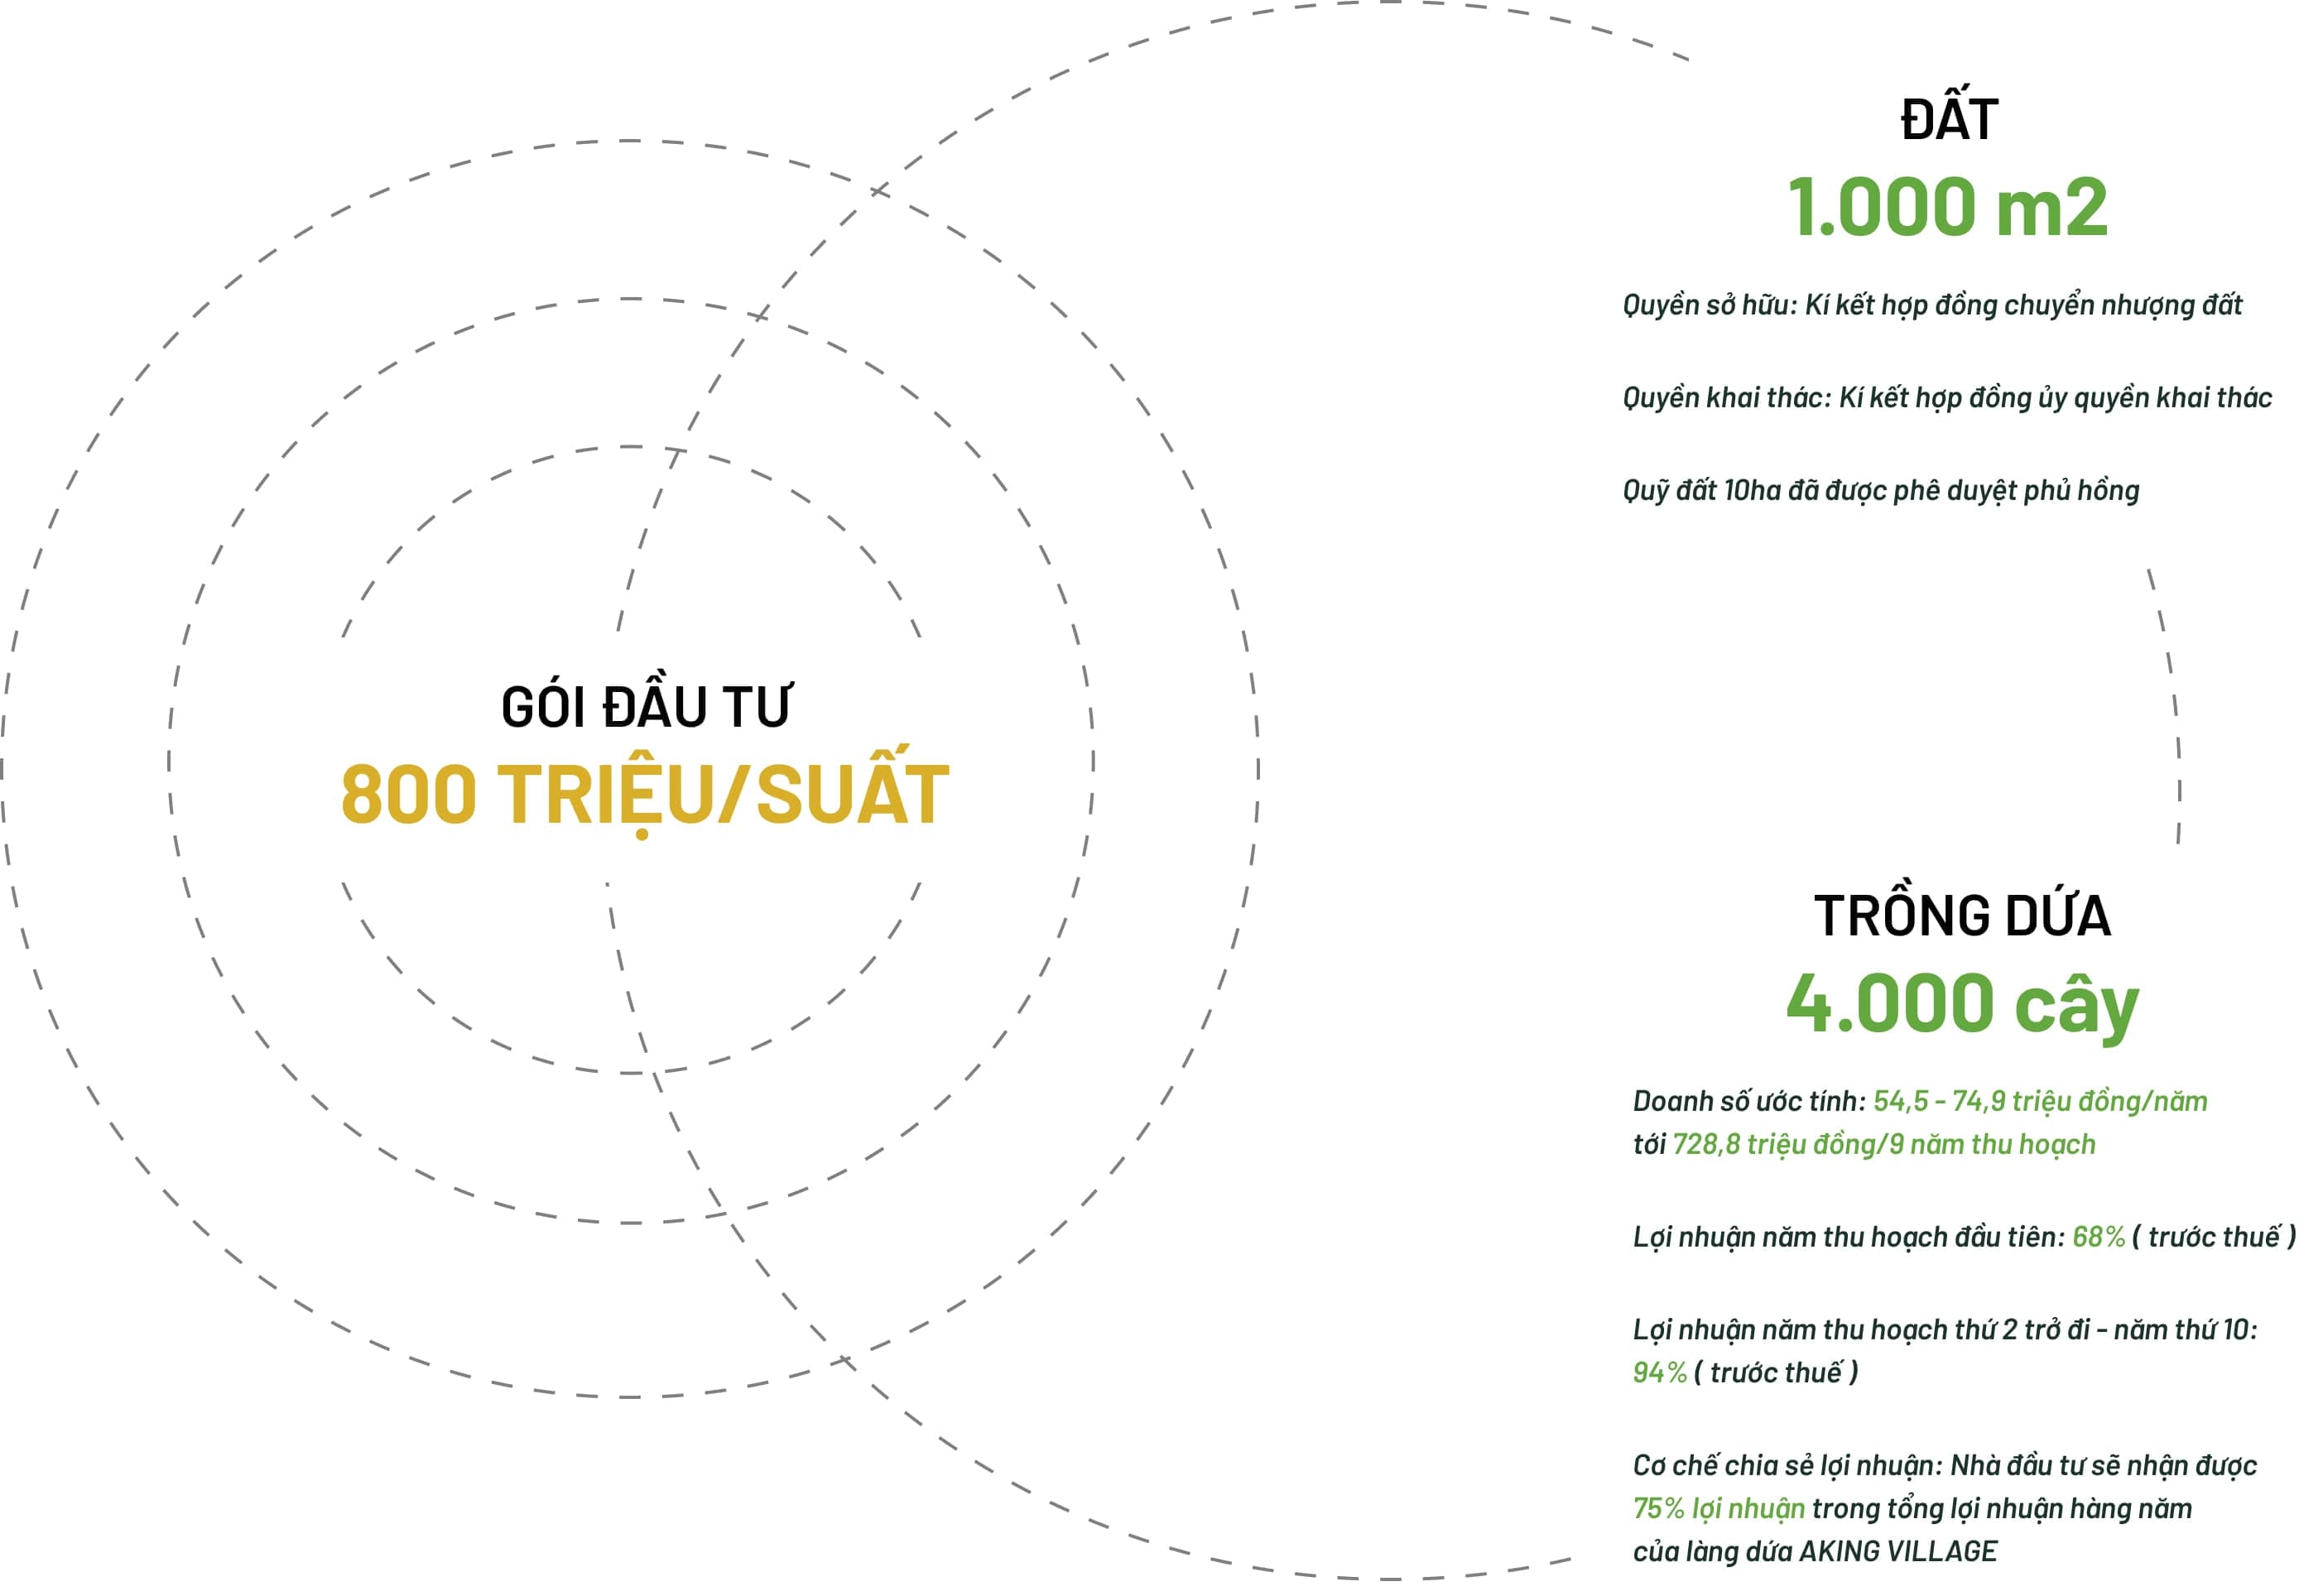 GÓI ĐẦU TƯ
800 TRIỆU/SUẤT
ĐẤT
1.000 m2
Quyền sở hữu: Kí kết hợp đồng chuyển nhượng đất
Quyền khai thác: Kí kết hợp đồng ủy quyền khai thác
Quỹ đất 10ha đã được phê duyệt phủ hồng
TRỒNG DỨA
4.000 cây
Doanh số ước tính: 54,5 - 74,9 triệu đồng/năm
tới 728,8 triệu đồng/9 năm thu hoạch
Lợi nhuận năm thu hoạch đầu tiên: 68% ( trước thuế )
Lợi nhuận năm thu hoạch thứ 2 trở đi - năm thứ 10:
94% ( trước thuế )
Cơ chế chia sẻ lợi nhuận: Nhà đầu tư sẽ nhận được
75% lợi nhuận trong tổng lợi nhuận hàng năm
của làng dứa AKING VILLAGE